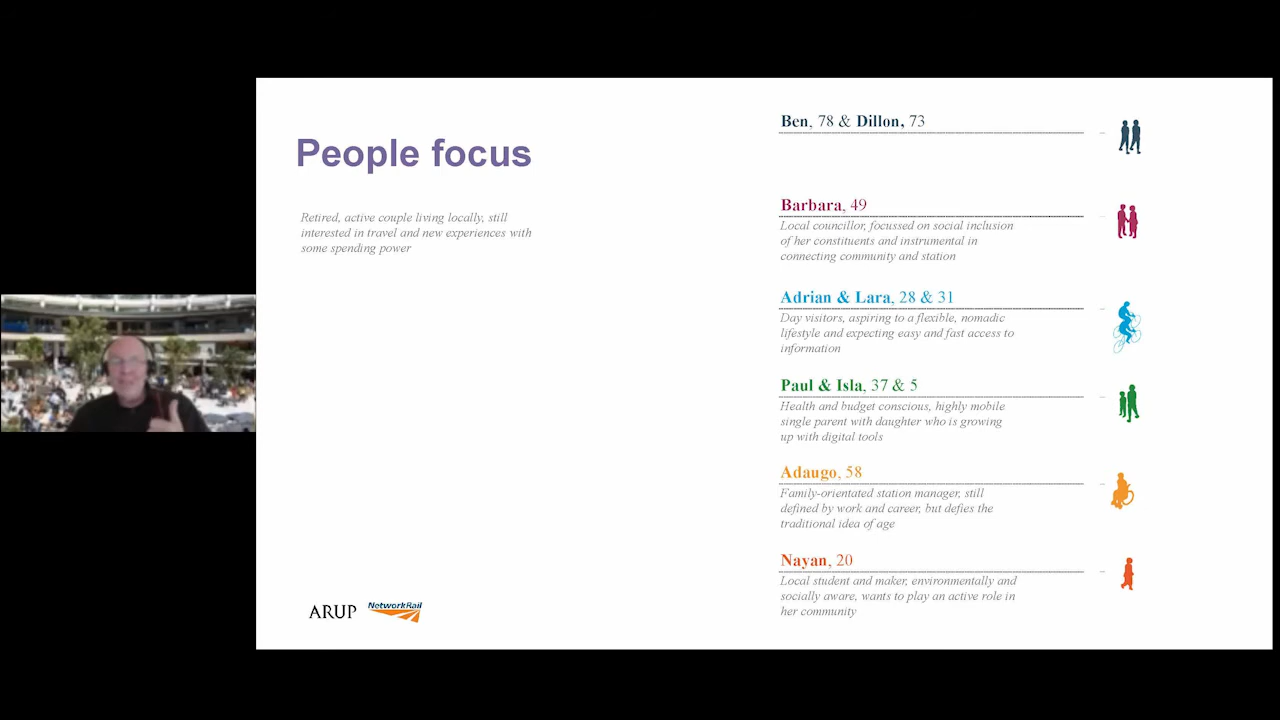 People focus
Retired, active couple living locally, still
interested in travel and new experiences with
some spending power
Ben, 78 & Dillon, 73
Barbara, 49
Local councillor, focussed on social inclusion
of her constituents and instrumental in
connecting community and station
Adrian & Lara, 28 & 31
Day visitors, aspiring to a flexible, nomadic
lifestyle and expecting easy and fast access to
information
Paul & Isla, 37 & 5
Health and budget conscious, highly mobile
single parent with daughter who is growing
up with digital tools
Adaugo, 58
Family-orientated station manager, still
defined by work and career, but defies the
traditional idea of age
Nayan, 20
Local student and maker, environmentally and
socially aware, wants to play an active role in
her community
ARUP NetworkRail